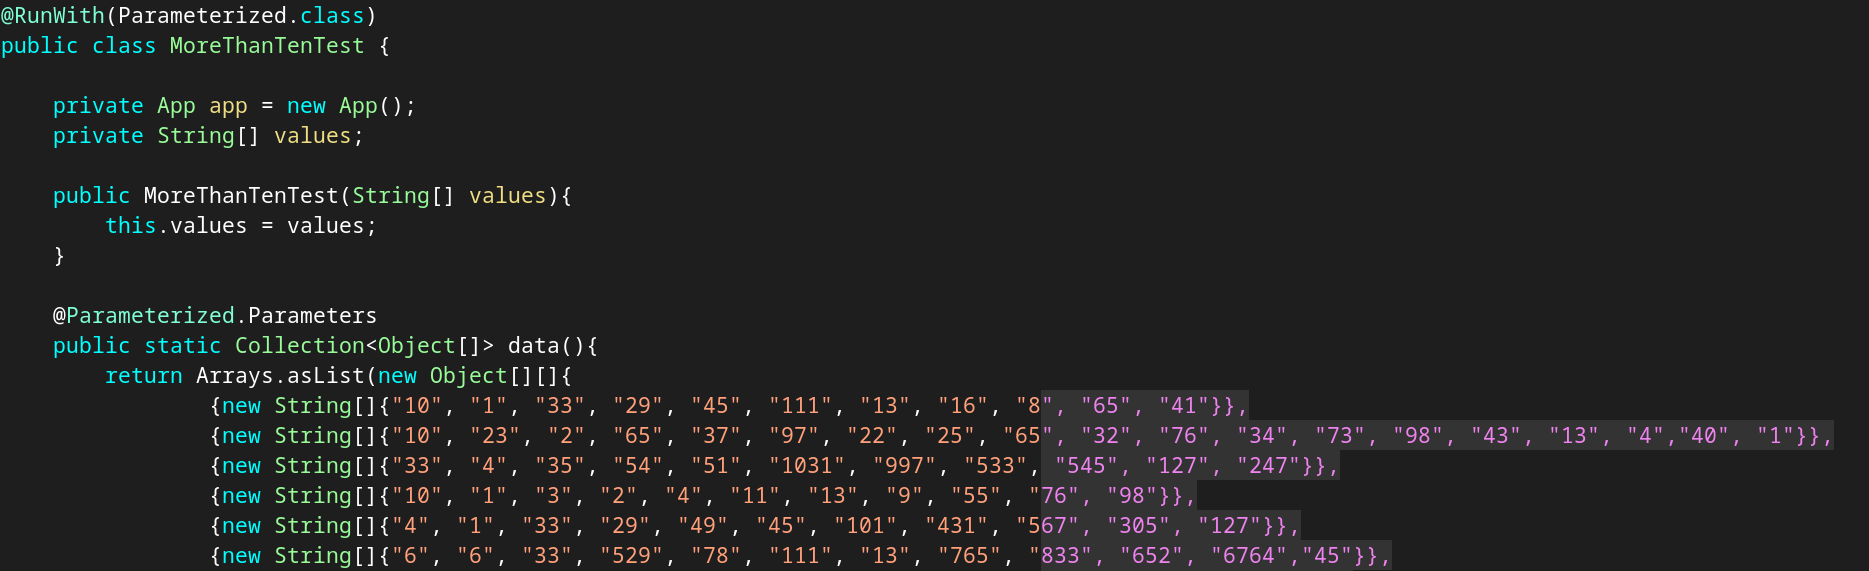 @RunWith(Parameterized.class)
public class MoreThanTenTest {
private App app = new App();
private String[] values;
public MoreThanTenTest(String[] values){
this.values = values;
}
@Parameterized.Parameters
public static Collection<Object[]> data(){
return Arrays.asList(new Object[][]{
{new String[]{"10", "1", "33", "29", "45", "111", "13", "16", "8", "65", "41"}},
{new String[]{"10", "23", "2", "65", "37", "97", "22", "25", "65", "32", "76", "34", "73", "98", "43", "13", "4","40", "1"}},
{new String[]{"33", "4", "35", "54", "51", "1031", "997", "533", "545", "127", "247"}},
{new String[]{"10", "1", "3", "2", "4", "11", "13", "9", "55", "76", "98"}},
{new String[]{"4", "1", "33", "29", "49", "45", "101", "431", "567", "305", "127"}},
{new String[]{"6", "6", "33", "529", "78", "111", "13", "765", "833", "652", "6764","45"}},